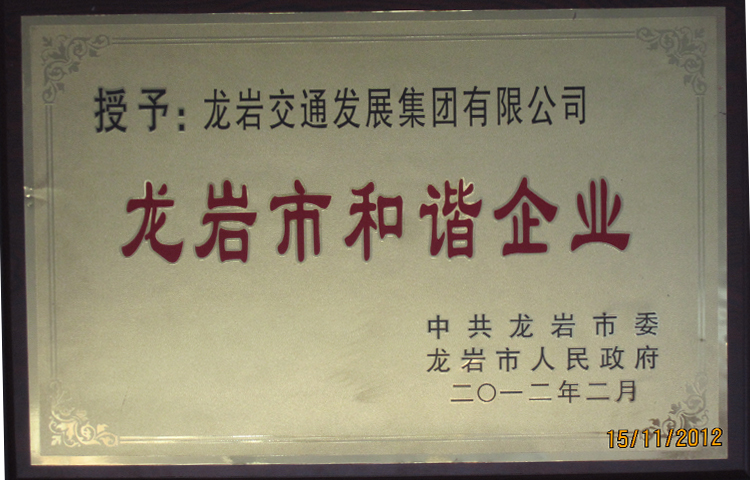 授予：龙岩交通发展集团有限公司
龙岩市和谐企业
中共龙岩市委
龙岩市人民政府
二〇一二年二月
15/11/2012